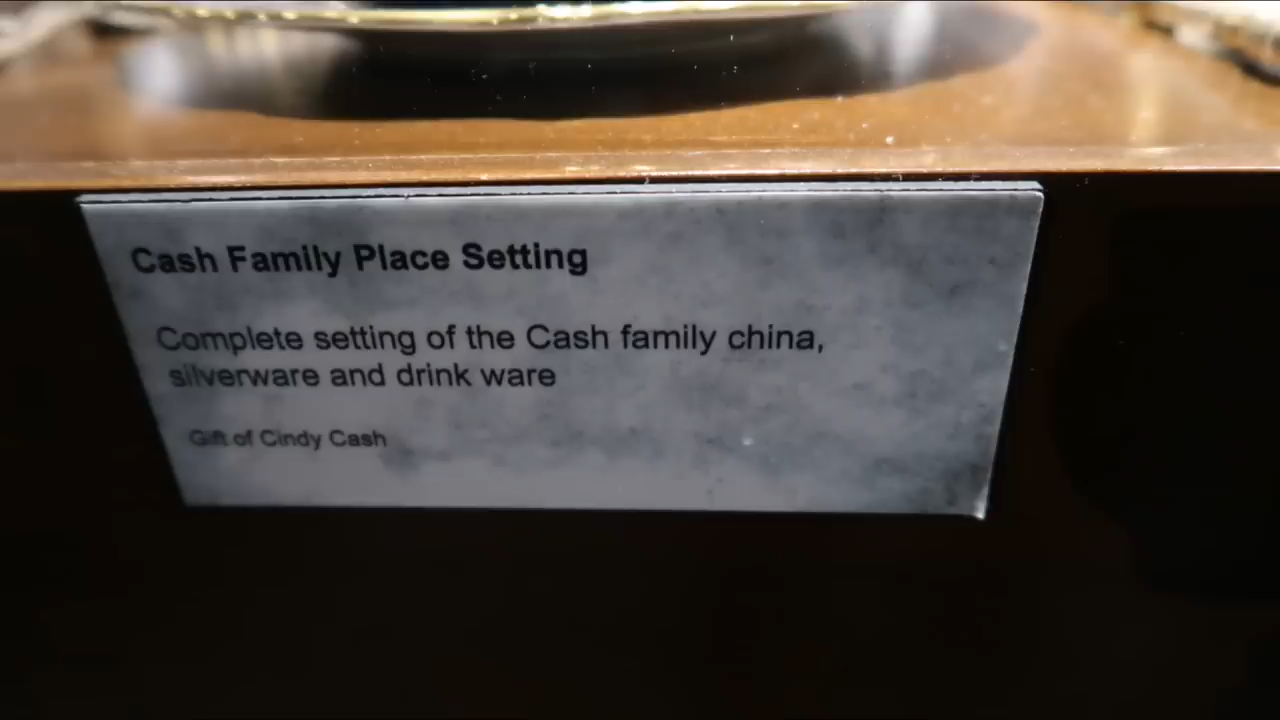 Cash Family Place Setting
Complete setting of the Cash family china,
silverware and drink ware
Gift of Cindy Cash